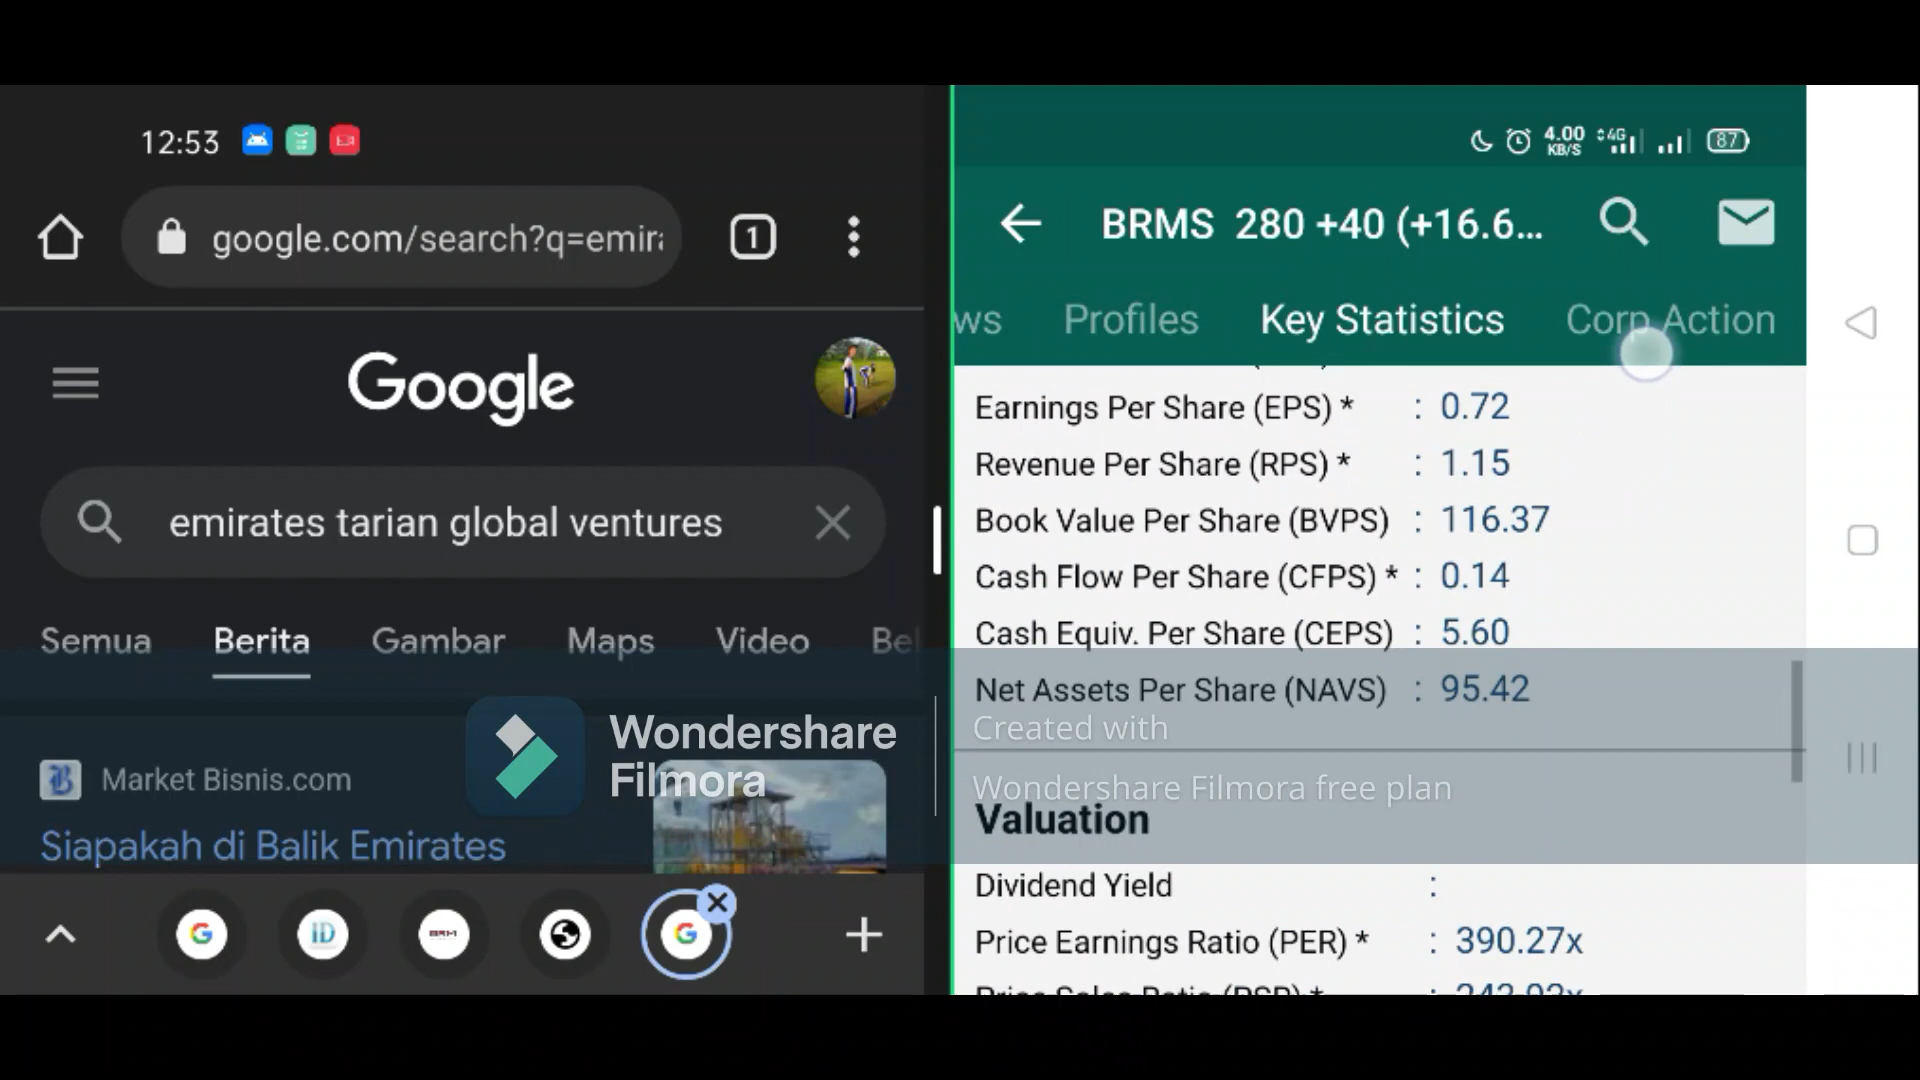 12:53
google.com/search?q=emir
1
Google
emirates tarian global ventures
Semua Berita Gambar Maps Video Bel
Market Bisnis.com
Siapakah di Balik Emirates
4.00 KB/S 4G 87
BRMS 280 +40 (+16.6...
ws Profiles Key Statistics Corp Action
Earnings Per Share (EPS) * : 0.72
Revenue Per Share (RPS) * : 1.15
Book Value Per Share (BVPS) : 116.37
Cash Flow Per Share (CFPS) * : 0.14
Cash Equiv. Per Share (CEPS) : 5.60
Net Assets Per Share (NAVS) : 95.42
Valuation
Dividend Yield :
Price Earnings Ratio (PER) * : 390.27x
Wondershare
Filmora
Created with
Wondershare Filmora free plan